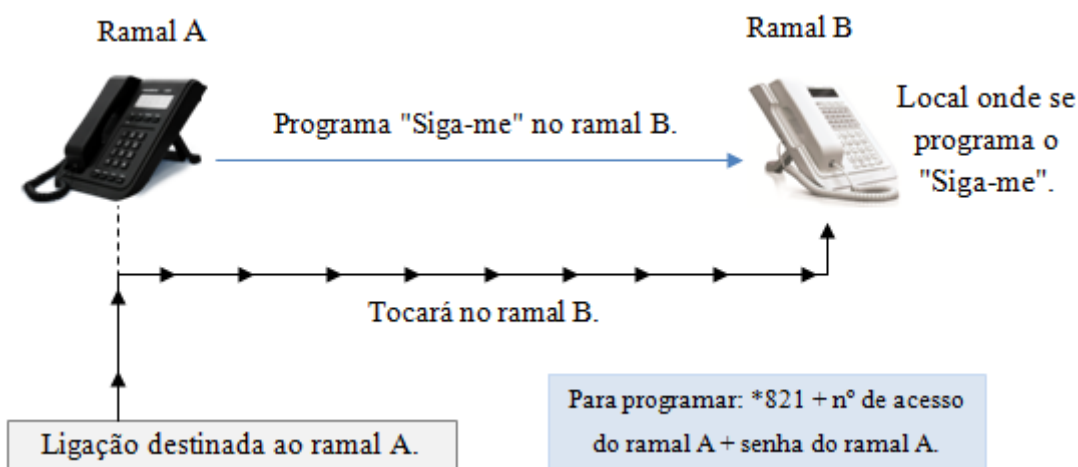 Ramal A
Ramal B
Programa "Siga-me" no ramal B.
Local onde se
programa o
"Siga-me".
Tocará no ramal B.
Ligação destinada ao ramal A.
Para programar: *821 + nº de acesso
do ramal A + senha do ramal A.